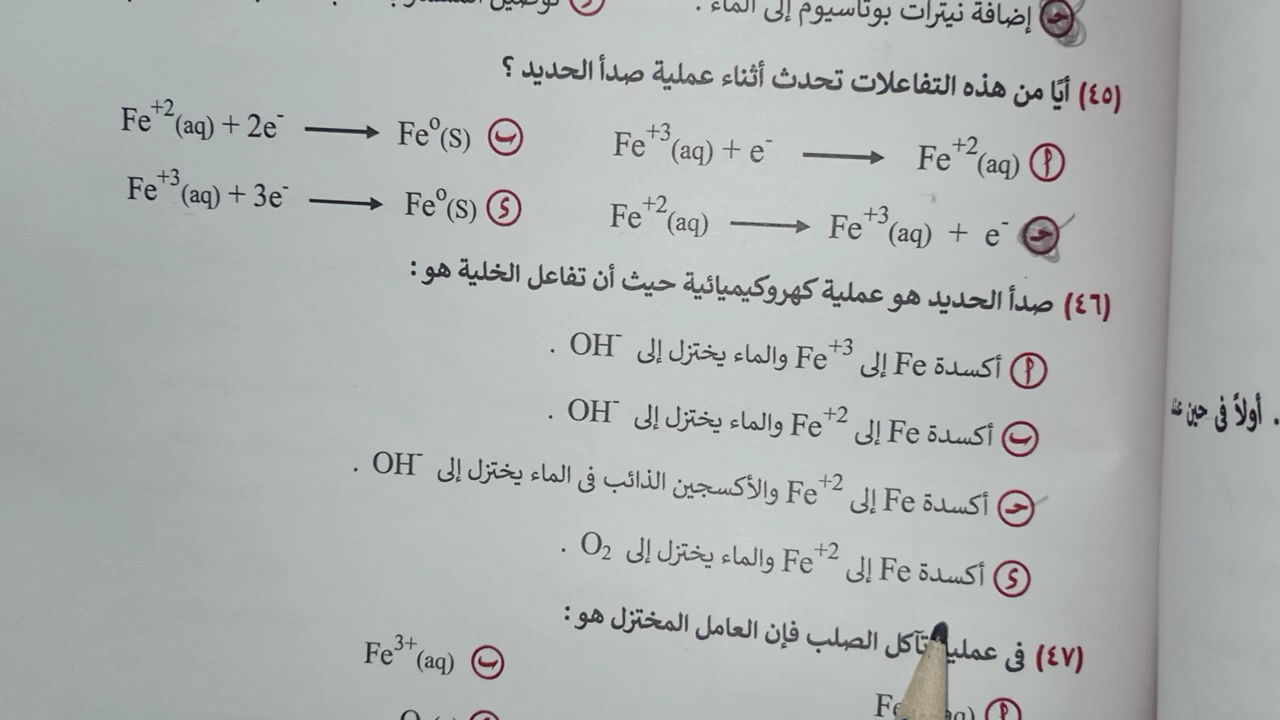 ح إضافة نيترات بوتاسيوم إلى الماء .
(٤٥) أيًا من هذه التفاعلات تحدث أثناء عملية صدأ الحديد ؟
أ Fe⁺³(aq) + e⁻ ⟶ Fe⁺²(aq) ب Fe⁺²(aq) + 2e⁻ ⟶ Fe⁰(S)
ح Fe⁺²(aq) ⟶ Fe⁺³(aq) + e⁻ د Fe⁺³(aq) + 3e⁻ ⟶ Fe⁰(S)
(٤٦) صدأ الحديد هو عملية كهروكيميائية حيث أن تفاعل الخلية هو :
أ أكسدة Fe إلى Fe⁺³ والماء يختزل إلى OH⁻ .
ب أكسدة Fe إلى Fe⁺² والماء يختزل إلى OH⁻ .
ح أكسدة Fe إلى Fe⁺² والأكسجين الذائب فى الماء يختزل إلى OH⁻ .
د أكسدة Fe إلى Fe⁺² والماء يختزل إلى O₂ .
(٤٧) فى عملية تآكل الصلب فإن العامل المختزل هو :
أ ب Fe³⁺(aq)
. أولاً فى حين